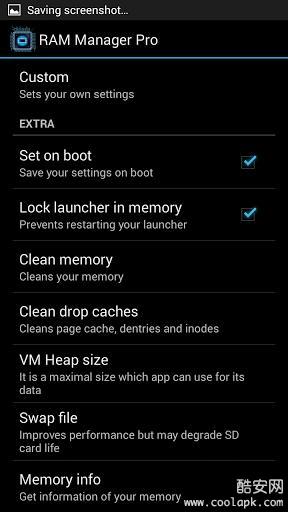 Saving screenshot...
RAM Manager Pro
Custom
Sets your own settings
EXTRA
Set on boot
Save your settings on boot
Lock launcher in memory
Prevents restarting your launcher
Clean memory
Cleans your memory
Clean drop caches
Cleans page cache, dentries and inodes
VM Heap size
It is a maximal size which app can use for its
data
Swap file
Improves performance but may degrade SD
card life
Memory info
Get information of your memory
酷安网
www.coolapk.com